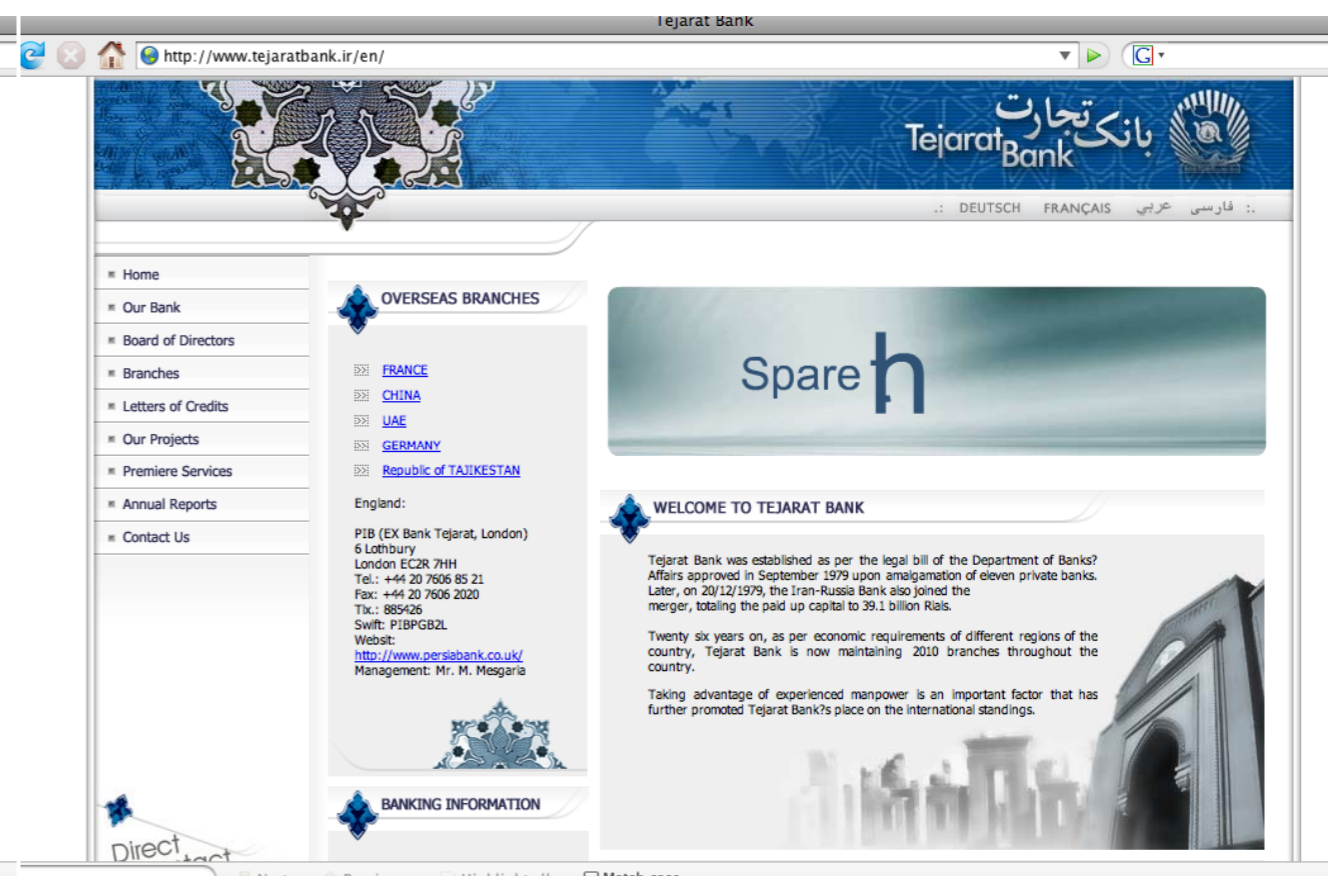 Tejarat Bank
http://www.tejaratbank.ir/en/
G
بانک تجارت
Tejarat
Bank
.: DEUTSCH FRANÇAIS عربي فارسی :.
Home
Our Bank
Board of Directors
Branches
Letters of Credits
Our Projects
Premiere Services
Annual Reports
Contact Us
OVERSEAS BRANCHES
FRANCE
CHINA
UAE
GERMANY
Republic of TAJIKESTAN
England:
PIB (EX Bank Tejarat, London)
6 Lothbury
London EC2R 7HH
Tel.: +44 20 7606 85 21
Fax: +44 20 7606 2020
Tlx.: 885426
Swift: PIBPGB2L
Websit:
http://www.persiabank.co.uk/
Management: Mr. M. Mesgaria
BANKING INFORMATION
Spare
WELCOME TO TEJARAT BANK
Tejarat Bank was established as per the legal bill of the Department of Banks?
Affairs approved in September 1979 upon amalgamation of eleven private banks.
Later, on 20/12/1979, the Iran-Russia Bank also joined the
merger, totaling the paid up capital to 39.1 billion Rials.
Twenty six years on, as per economic requirements of different regions of the
country, Tejarat Bank is now maintaining 2010 branches throughout the
country.
Taking advantage of experienced manpower is an important factor that has
further promoted Tejarat Bank?s place on the international standings.
Direct